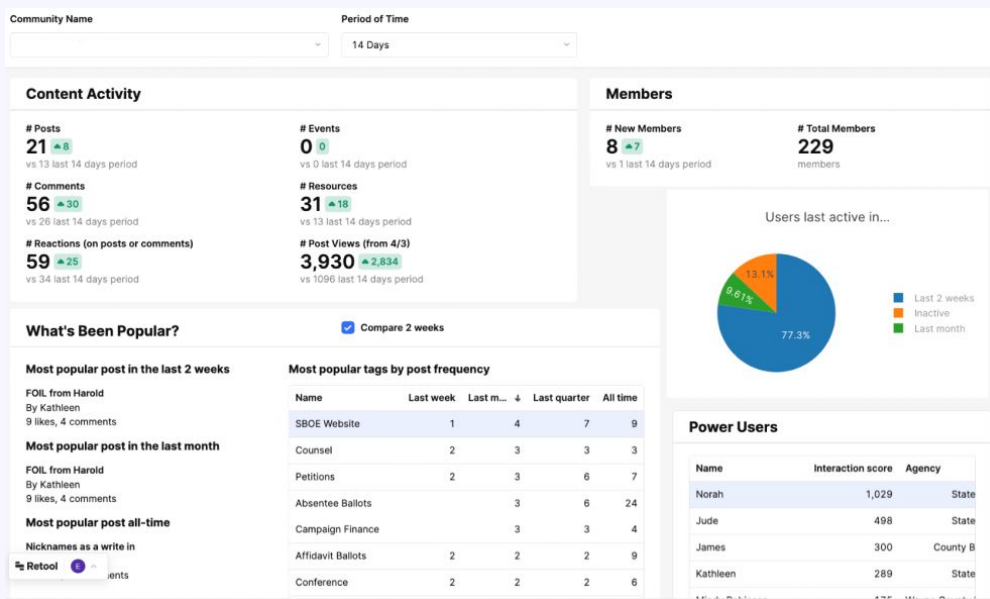 Community Name
Period of Time
14 Days
Content Activity
# Posts
21 8
vs 13 last 14 days period
# Comments
56 30
vs 26 last 14 days period
# Reactions (on posts or comments)
59 25
vs 34 last 14 days period
# Events
0 0
vs 0 last 14 days period
# Resources
31 18
vs 13 last 14 days period
# Post Views (from 4/3)
3,930 2,834
vs 1096 last 14 days period
Members
# New Members
8 7
vs 1 last 14 days period
# Total Members
229
members
Users last active in...
13.1%
9.61%
77.3%
Last 2 weeks
Inactive
Last month
What's Been Popular?
Compare 2 weeks
Most popular post in the last 2 weeks
FOIL from Harold
By Kathleen
9 likes, 4 comments
Most popular post in the last month
FOIL from Harold
By Kathleen
9 likes, 4 comments
Most popular post all-time
Nicknames as a write in
Retool E
Most popular tags by post frequency
Name Last week Last m... ↓ Last quarter All time
SBOE Website 1 4 7 9
Counsel 2 3 3 3
Petitions 2 3 6 7
Absentee Ballots 3 6 24
Campaign Finance 3 3 4
Affidavit Ballots 2 2 2 9
Conference 2 2 2 6
Power Users
Name Interaction score Agency
Norah 1,029 State
Jude 498 State
James 300 County B
Kathleen 289 State